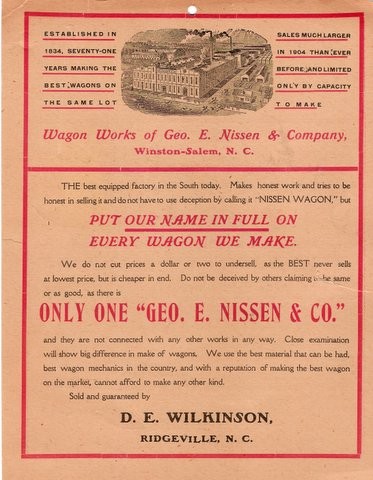 ESTABLISHED IN
1834, SEVENTY-ONE
YEARS MAKING THE
BEST WAGONS ON
THE SAME LOT
SALES MUCH LARGER
IN 1904 THAN EVER
BEFORE, AND LIMITED
ONLY BY CAPACITY
TO MAKE
Wagon Works of Geo. E. Nissen & Company,
Winston-Salem, N. C.
THE best equipped factory in the South today. Makes honest work and tries to be
honest in selling it and do not have to use deception by calling it "NISSEN WAGON," but
PUT OUR NAME IN FULL ON
EVERY WAGON WE MAKE.
We do not cut prices a dollar or two to undersell, as the BEST never sells
at lowest price, but is cheaper in end. Do not be deceived by others claiming the same
or as good, as there is
ONLY ONE "GEO. E. NISSEN & CO."
and they are not connected with any other works in any way. Close examination
will show big difference in make of wagons. We use the best material that can be had,
best wagon mechanics in the country, and with a reputation of making the best wagon
on the market, cannot afford to make any other kind.
Sold and guaranteed by
D. E. WILKINSON,
RIDGEVILLE, N. C.